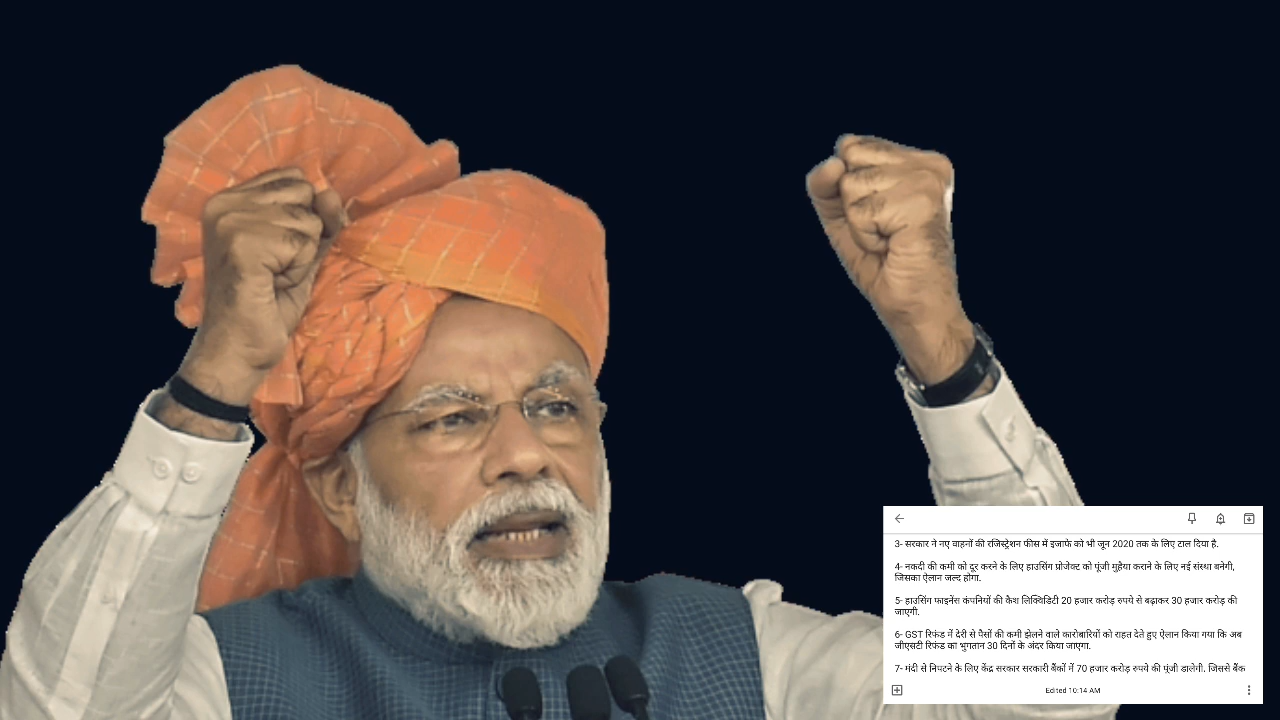 3- सरकार ने नए वाहनों की रजिस्ट्रेशन फीस में इजाफे को भी जून 2020 तक के लिए टाल दिया है.
4- नकदी की कमी को दूर करने के लिए हाउसिंग प्रोजेक्ट को पूंजी मुहैया कराने के लिए नई संस्था बनेगी,
जिसका ऐलान जल्द होगा.
5- हाउसिंग फाइनेंस कंपनियों की कैश लिक्विडिटी 20 हजार करोड़ रुपये से बढ़ाकर 30 हजार करोड़ की
जाएगी.
6- GST रिफंड में देरी से पैसों की कमी झेलने वाले कारोबारियों को राहत देते हुए ऐलान किया गया कि अब
जीएसटी रिफंड का भुगतान 30 दिनों के अंदर किया जाएगा.
7- मंदी से निपटने के लिए केंद्र सरकार सरकारी बैंकों में 70 हजार करोड़ रुपये की पूंजी डालेगी. जिससे बैंक
Edited 10:14 AM